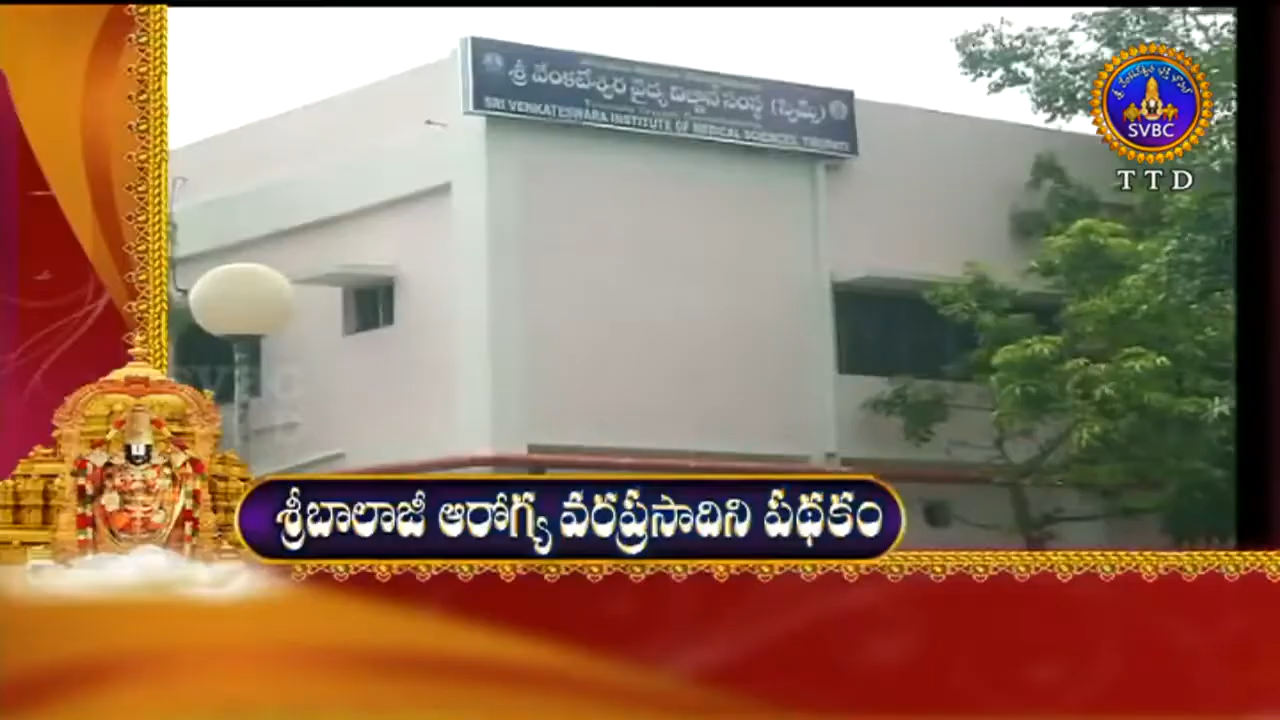 శ్రీ వేంకటేశ్వర వైద్య విజ్ఞాన సంస్థ (స్విమ్స్)
SRI VENKATESWARA INSTITUTE OF MEDICAL SCIENCES, TIRUPATI
SVBC
TTD
శ్రీబాలాజీ ఆరోగ్య వరప్రసాదిని పథకం